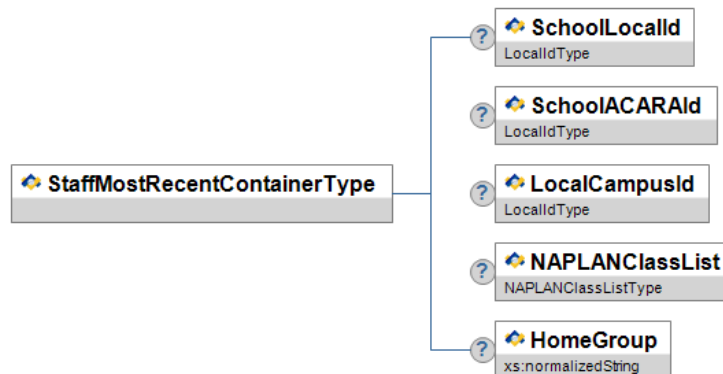 SchoolLocalId
LocalIdType
?
SchoolACARAId
LocalIdType
?
StaffMostRecentContainerType
LocalCampusId
LocalIdType
?
NAPLANClassList
NAPLANClassListType
?
HomeGroup
xs:normalizedString
?